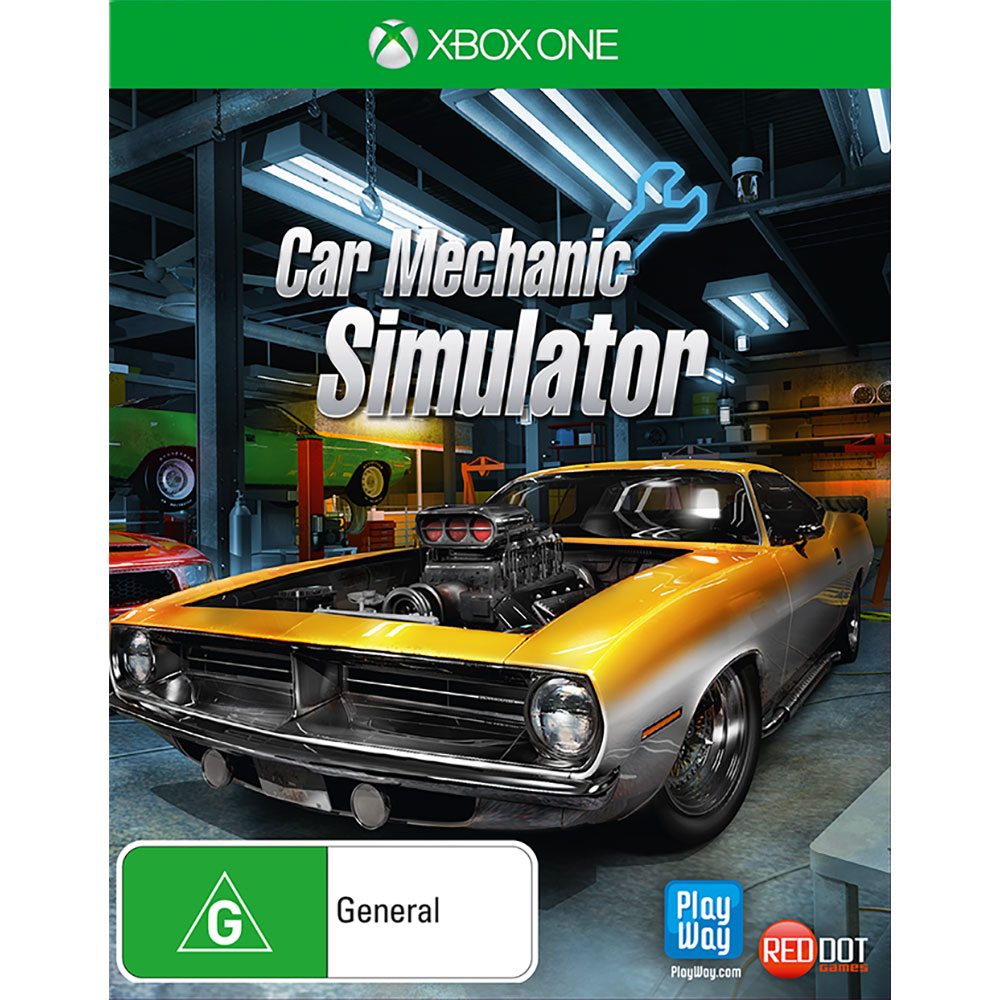 XBOX ONE
Car Mechanic
Simulator
G
General
Play
Way
PlayWay.com
RED DOT
Games